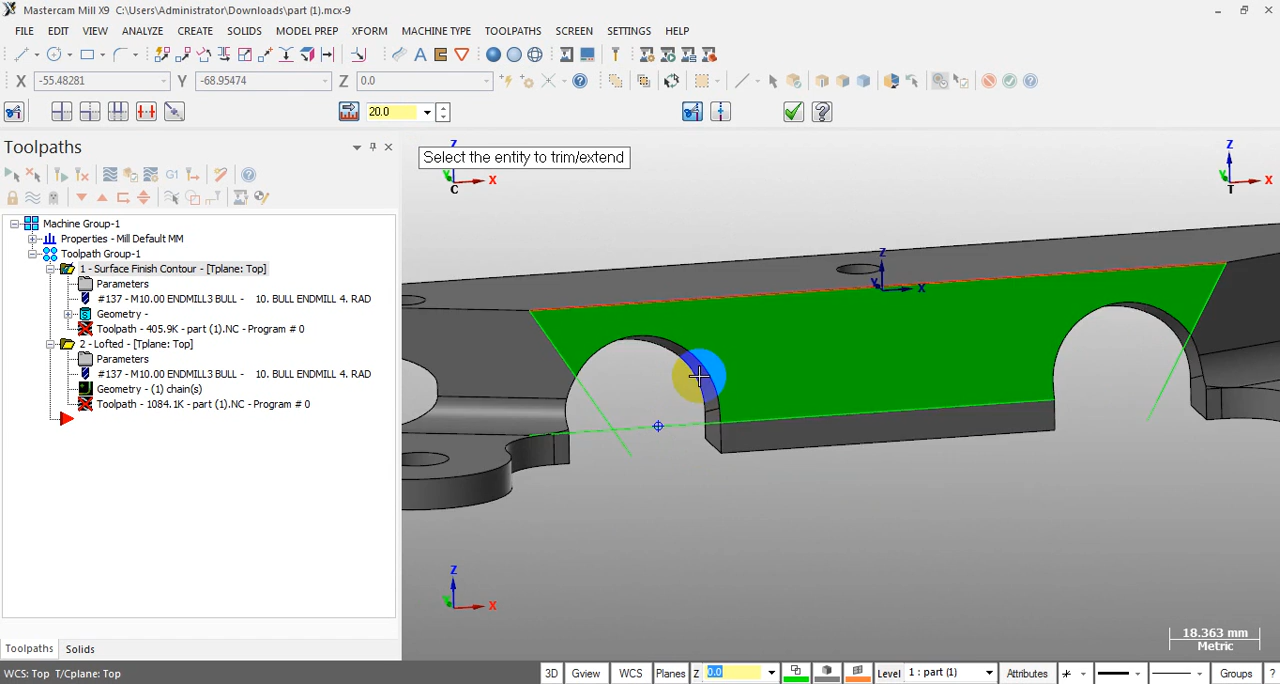 Mastercam Mill X9 C:\Users\Administrator\Downloads\part (1).mcx-9
FILE EDIT VIEW ANALYZE CREATE SOLIDS MODEL PREP XFORM MACHINE TYPE TOOLPATHS SCREEN SETTINGS HELP
X -55.48281 Y -68.95474 Z 0.0
20.0
Toolpaths
G1
Machine Group-1
Properties - Mill Default MM
Toolpath Group-1
1 - Surface Finish Contour - [Tplane: Top]
Parameters
#137 - M10.00 ENDMILL3 BULL - 10. BULL ENDMILL 4. RAD
Geometry -
Toolpath - 405.9K - part (1).NC - Program # 0
2 - Lofted - [Tplane: Top]
Parameters
#137 - M10.00 ENDMILL3 BULL - 10. BULL ENDMILL 4. RAD
Geometry - (1) chain(s)
Toolpath - 1084.1K - part (1).NC - Program # 0
Select the entity to trim/extend
Z
Y X
C
Z
Y X
T
Z
Y X
Z
Y X
18.363 mm
Metric
Toolpaths Solids
WCS: Top T/Cplane: Top
3D Gview WCS Planes Z 0.0 Level 1 : part (1) Attributes Groups ?